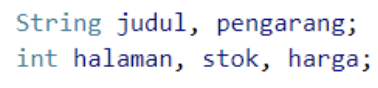 String judul, pengarang;
int halaman, stok, harga;